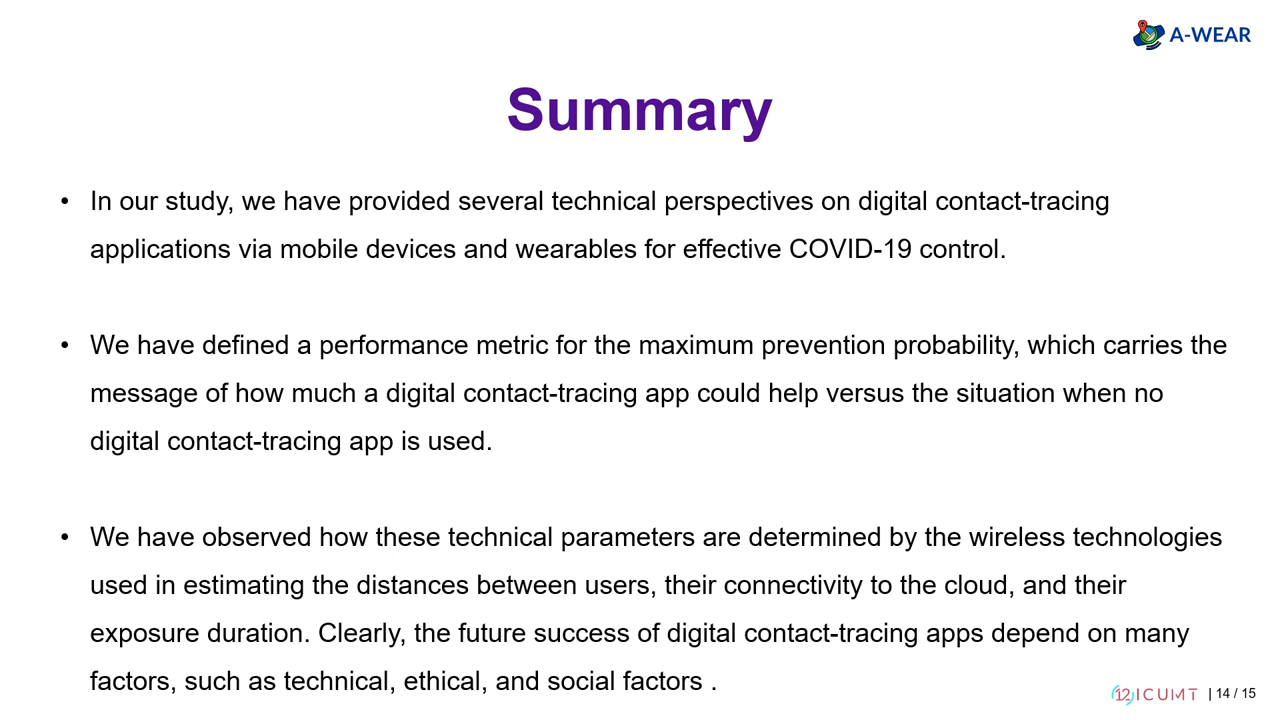 A-WEAR
Summary
• In our study, we have provided several technical perspectives on digital contact-tracing
applications via mobile devices and wearables for effective COVID-19 control.
• We have defined a performance metric for the maximum prevention probability, which carries the
message of how much a digital contact-tracing app could help versus the situation when no
digital contact-tracing app is used.
• We have observed how these technical parameters are determined by the wireless technologies
used in estimating the distances between users, their connectivity to the cloud, and their
exposure duration. Clearly, the future success of digital contact-tracing apps depend on many
factors, such as technical, ethical, and social factors .
12 ICUMT | 14 / 15